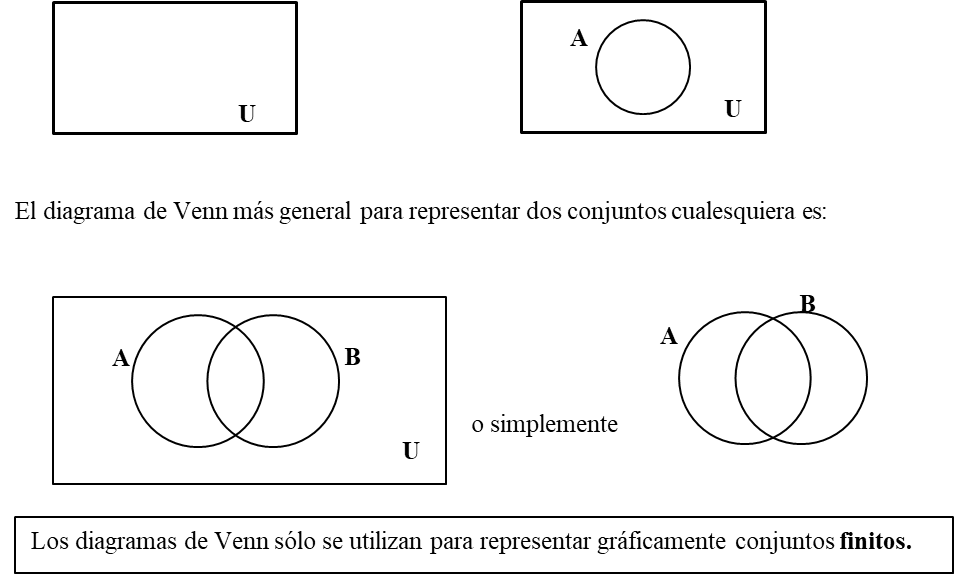 U
A
U
El diagrama de Venn más general para representar dos conjuntos cualesquiera es:
A
B
U
o simplemente
A
B
Los diagramas de Venn sólo se utilizan para representar gráficamente conjuntos finitos.